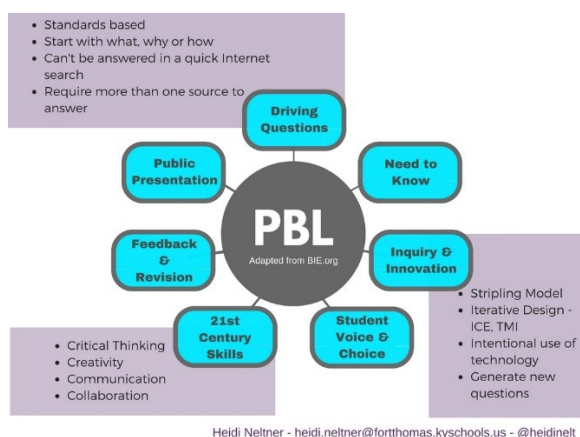 • Standards based
• Start with what, why or how
• Can't be answered in a quick Internet
search
• Require more than one source to
answer
Driving
Questions
Public
Presentation
Need to
Know
PBL
Adapted from BIE.org
Feedback
&
Revision
Inquiry &
Innovation
21st
Century
Skills
Student
Voice &
Choice
• Stripling Model
• Iterative Design -
ICE, TMI
• Intentional use of
technology
• Generate new
questions
• Critical Thinking
• Creativity
• Communication
• Collaboration
Heidi Neltner - heidi.neltner@fortthomas.kyschools.us - @heidinelt